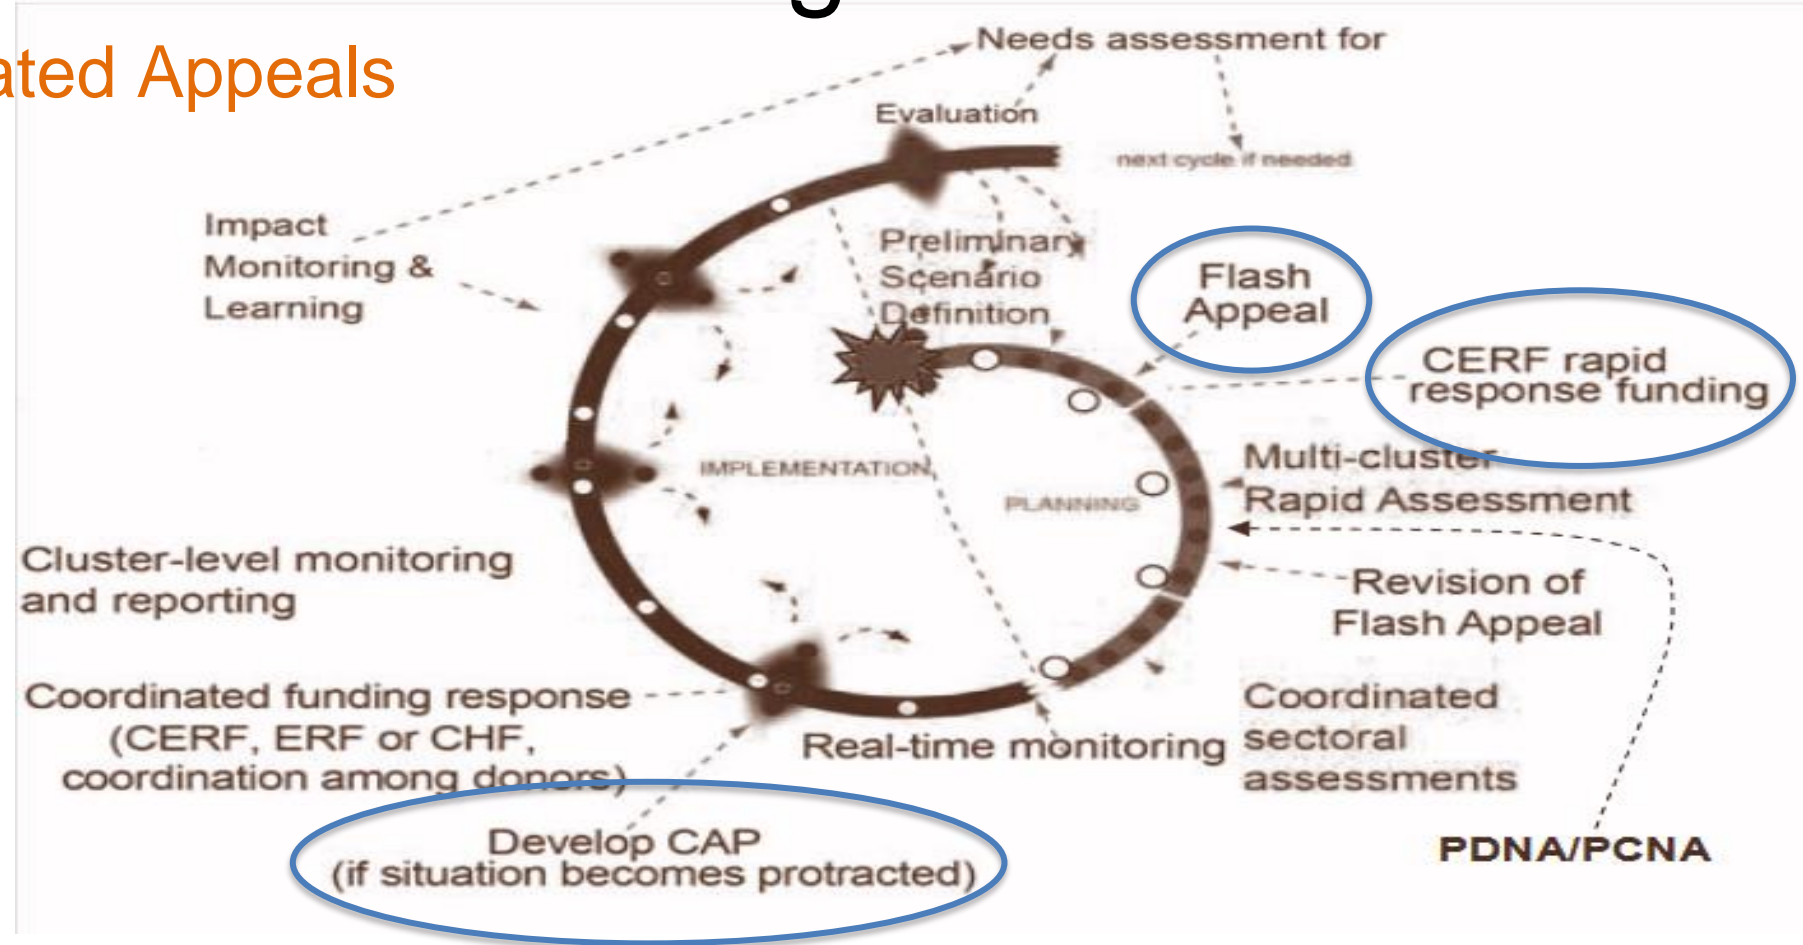 ated Appeals
Needs assessment for
Evaluation
next cycle if needed
Impact
Monitoring &
Learning
Preliminary
Scenario
Definition
Flash
Appeal
CERF rapid
response funding
IMPLEMENTATION
PLANNING
Multi-cluster
Rapid Assessment
Cluster-level monitoring
and reporting
Revision of
Flash Appeal
Coordinated funding response
(CERF, ERF or CHF,
coordination among donors)
Real-time monitoring
Coordinated
sectoral
assessments
Develop CAP
(if situation becomes protracted)
PDNA/PCNA